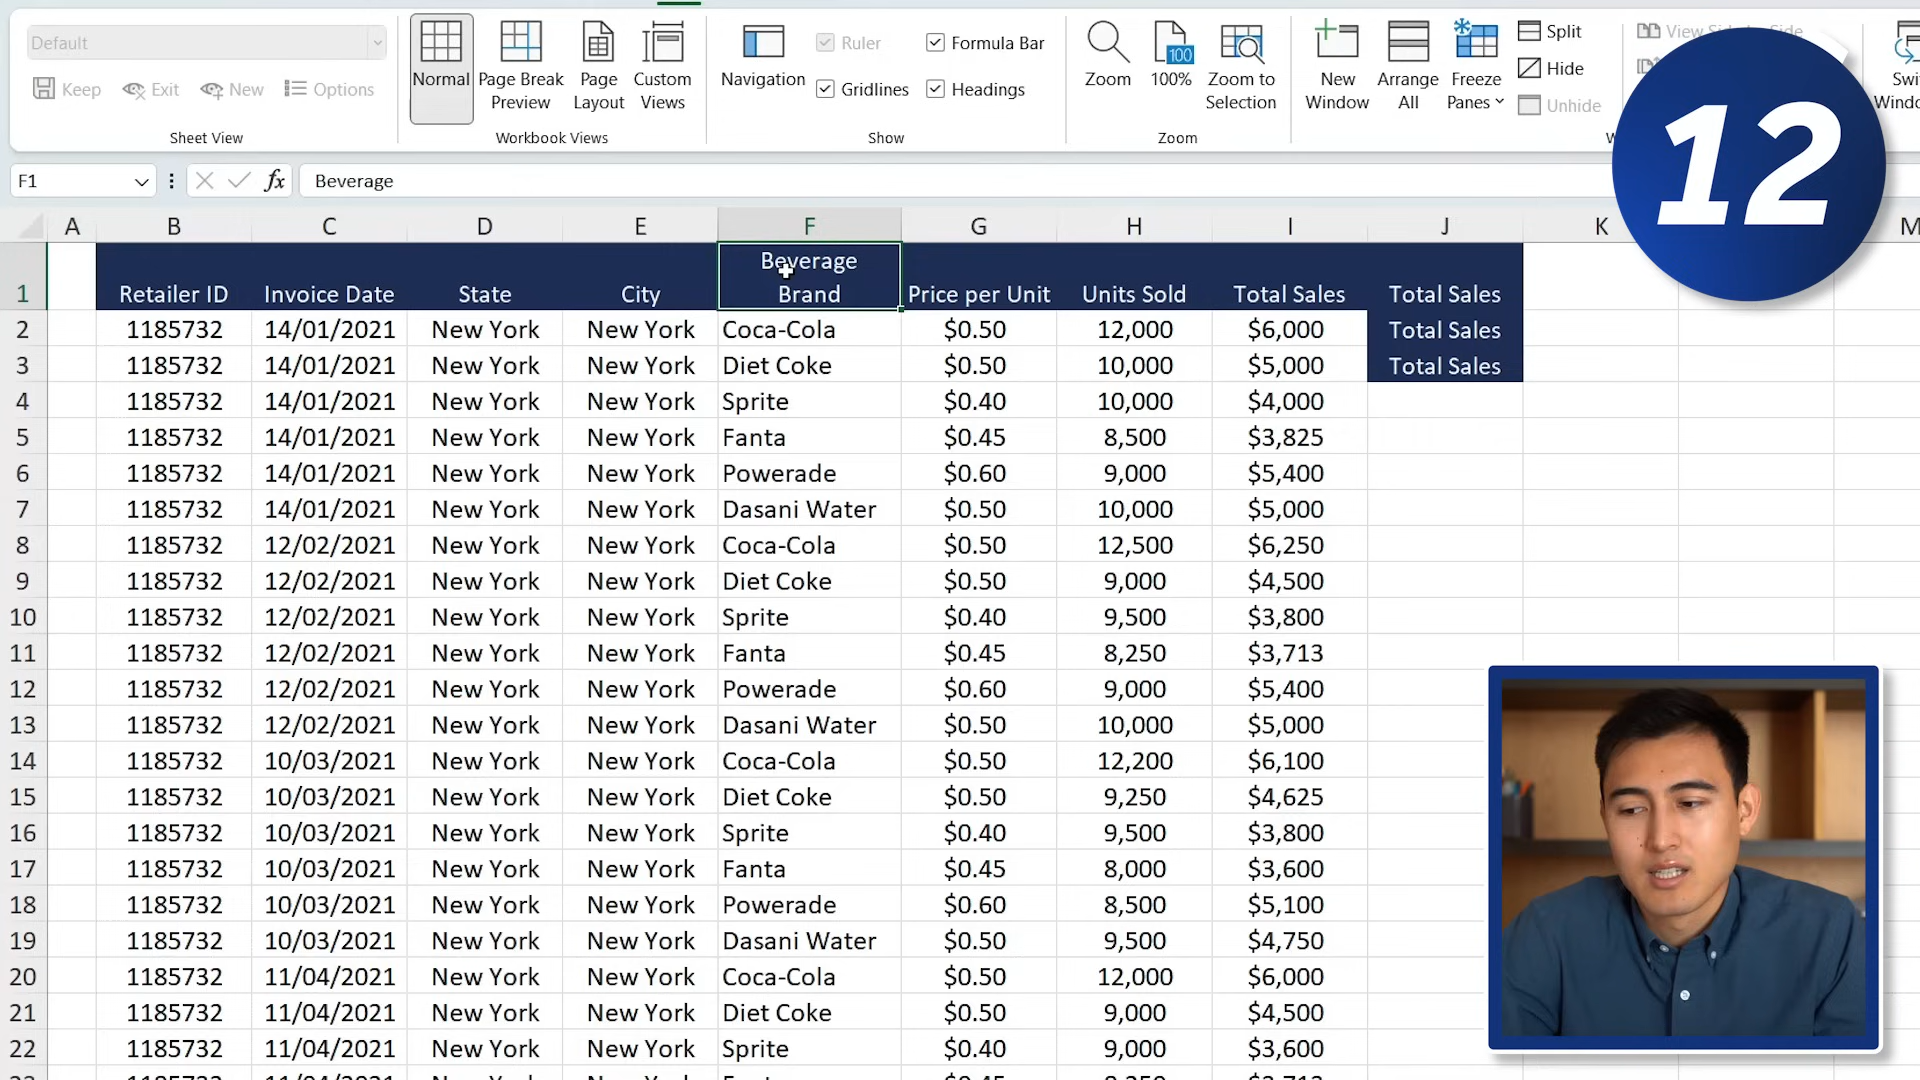 Default
Keep Exit New Options
Sheet View
Normal
Page Break
Preview
Page
Layout
Custom
Views
Workbook Views
Navigation
Ruler
Formula Bar
Gridlines
Headings
Show
Zoom
100
100%
Zoom to
Selection
Zoom
New
Window
Arrange
All
Freeze
Panes
Split
Hide
Unhide
12
F1
fx
Beverage
A B C D E F G H I J K M
1 Retailer ID Invoice Date State City Beverage
Brand Price per Unit Units Sold Total Sales Total Sales
2 1185732 14/01/2021 New York New York Coca-Cola $0.50 12,000 $6,000 Total Sales
3 1185732 14/01/2021 New York New York Diet Coke $0.50 10,000 $5,000 Total Sales
4 1185732 14/01/2021 New York New York Sprite $0.40 10,000 $4,000
5 1185732 14/01/2021 New York New York Fanta $0.45 8,500 $3,825
6 1185732 14/01/2021 New York New York Powerade $0.60 9,000 $5,400
7 1185732 14/01/2021 New York New York Dasani Water $0.50 10,000 $5,000
8 1185732 12/02/2021 New York New York Coca-Cola $0.50 12,500 $6,250
9 1185732 12/02/2021 New York New York Diet Coke $0.50 9,000 $4,500
10 1185732 12/02/2021 New York New York Sprite $0.40 9,500 $3,800
11 1185732 12/02/2021 New York New York Fanta $0.45 8,250 $3,713
12 1185732 12/02/2021 New York New York Powerade $0.60 9,000 $5,400
13 1185732 12/02/2021 New York New York Dasani Water $0.50 10,000 $5,000
14 1185732 10/03/2021 New York New York Coca-Cola $0.50 12,200 $6,100
15 1185732 10/03/2021 New York New York Diet Coke $0.50 9,250 $4,625
16 1185732 10/03/2021 New York New York Sprite $0.40 9,500 $3,800
17 1185732 10/03/2021 New York New York Fanta $0.45 8,000 $3,600
18 1185732 10/03/2021 New York New York Powerade $0.60 8,500 $5,100
19 1185732 10/03/2021 New York New York Dasani Water $0.50 9,500 $4,750
20 1185732 11/04/2021 New York New York Coca-Cola $0.50 12,000 $6,000
21 1185732 11/04/2021 New York New York Diet Coke $0.50 9,000 $4,500
22 1185732 11/04/2021 New York New York Sprite $0.40 9,000 $3,600